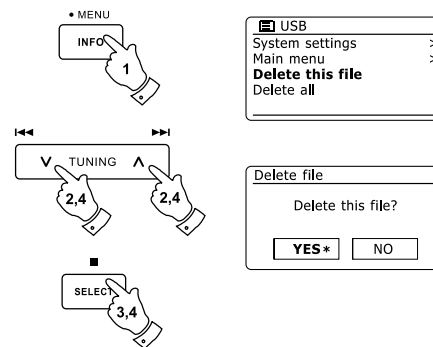 • MENU
INFO
1
TUNING
2,4
2,4
SELECT
3,4
USB
System settings >
Main menu >
Delete this file
Delete all
Delete file
Delete this file?
YES*
NO